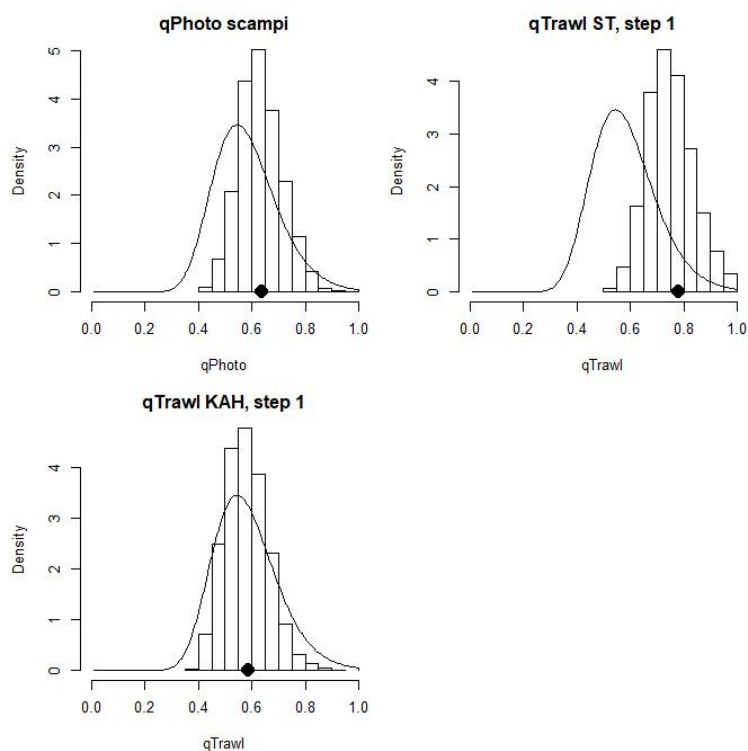 qPhoto scampi
Density
0 1 2 3 4 5
0.0 0.2 0.4 0.6 0.8 1.0
qPhoto
qTrawl ST, step 1
Density
0 1 2 3 4
0.0 0.2 0.4 0.6 0.8 1.0
qTrawl
qTrawl KAH, step 1
Density
0 1 2 3 4
0.0 0.2 0.4 0.6 0.8 1.0
qTrawl